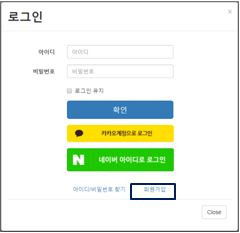 로그인
×
아이디 아이디
비밀번호 비밀번호
로그인 유지
확인
카카오계정으로 로그인
N 네이버 아이디로 로그인
아이디/비밀번호 찾기 회원가입
Close